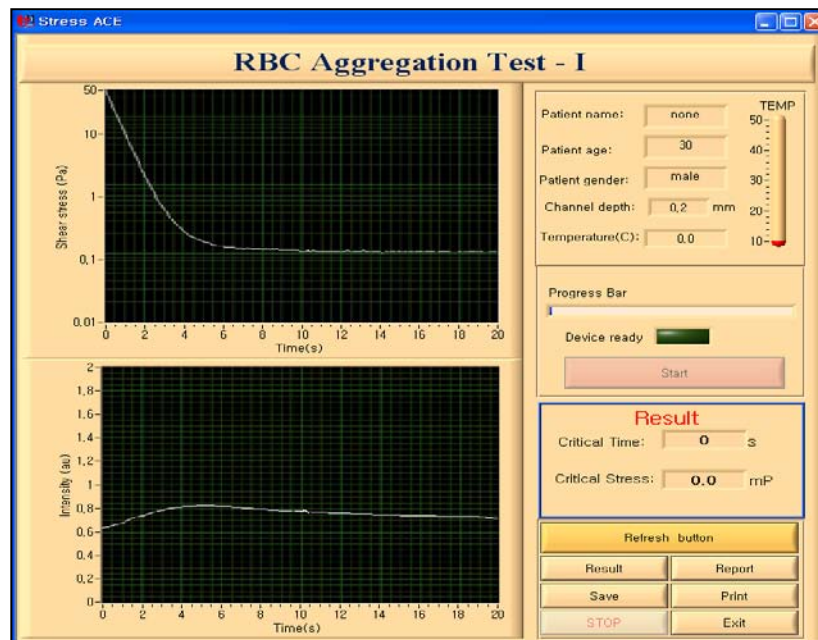 Stress ACE
RBC Aggregation Test - I
Shear stress (Pa)
50
10
1
0.1
0.01
0 2 4 6 8 10 12 14 16 18 20
Time(s)
Intensity (au)
2
1,8
1,6
1,4
1,2
1
0,8
0,6
0,4
0,2
0
0 2 4 6 8 10 12 14 16 18 20
Time(s)
Patient name: none
Patient age: 30
Patient gender: male
Channel depth: 0,2 mm
Temperature(C): 0,0
TEMP
50
40
30
20
10
Progress Bar
Device ready
Start
Result
Critical Time: 0 s
Critical Stress: 0.0 mP
Refresh button
Result Report
Save Print
STOP Exit